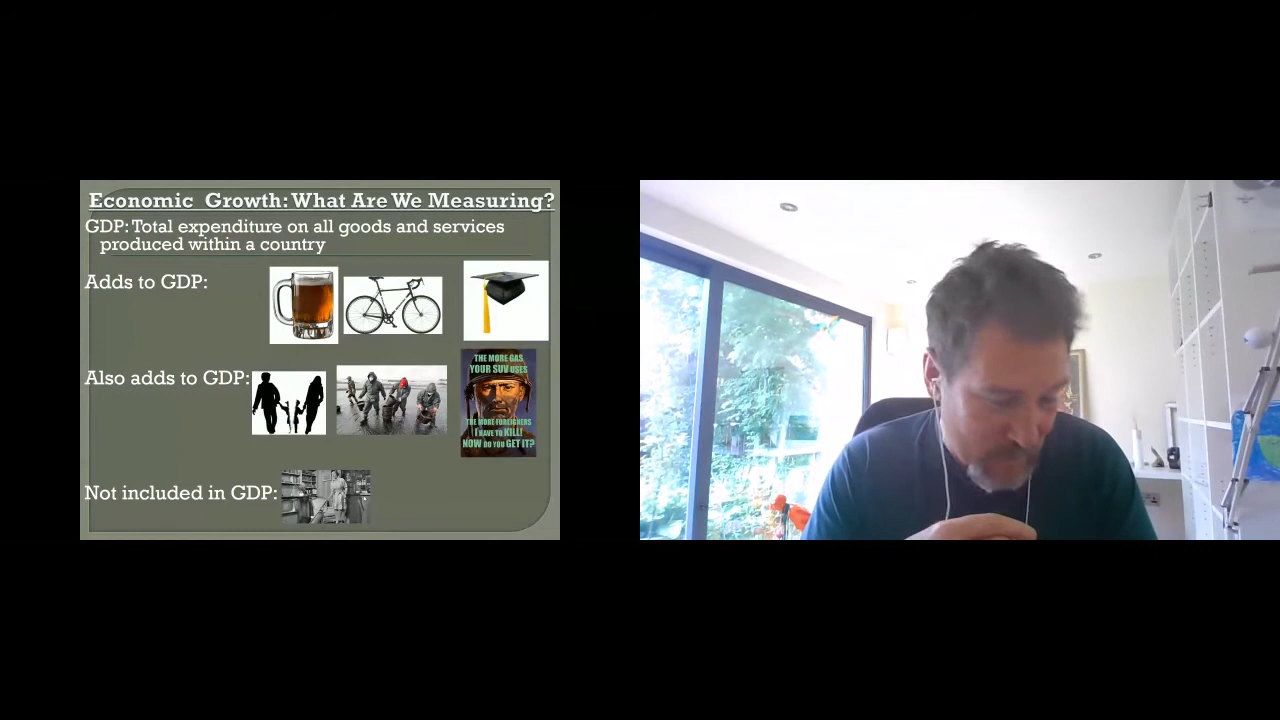 Economic Growth: What Are We Measuring?
GDP: Total expenditure on all goods and services
produced within a country
Adds to GDP:
Also adds to GDP:
THE MORE GAS
YOUR SUV USES
THE MORE FOREIGNERS
I HAVE TO KILL!
NOW DO YOU GET IT?
Not included in GDP: